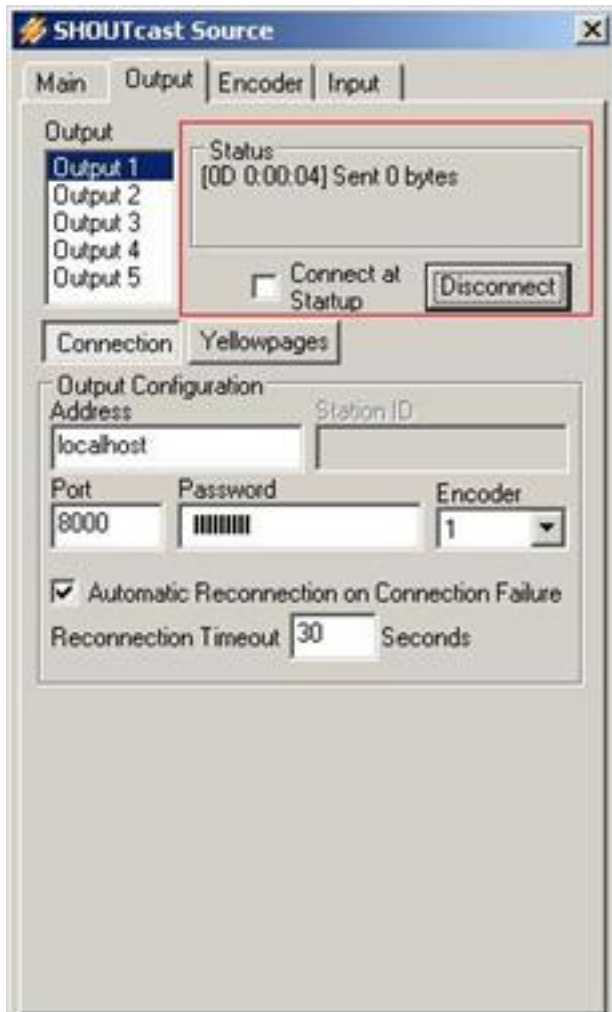 SHOUTcast Source
Main Output Encoder Input
Output
Output 1
Output 2
Output 3
Output 4
Output 5
Status
[0D 0:00:04] Sent 0 bytes
Connect at
Startup
Disconnect
Connection Yellowpages
Output Configuration
Address Station ID
localhost
Port Password Encoder
8000 1
Automatic Reconnection on Connection Failure
Reconnection Timeout 30 Seconds